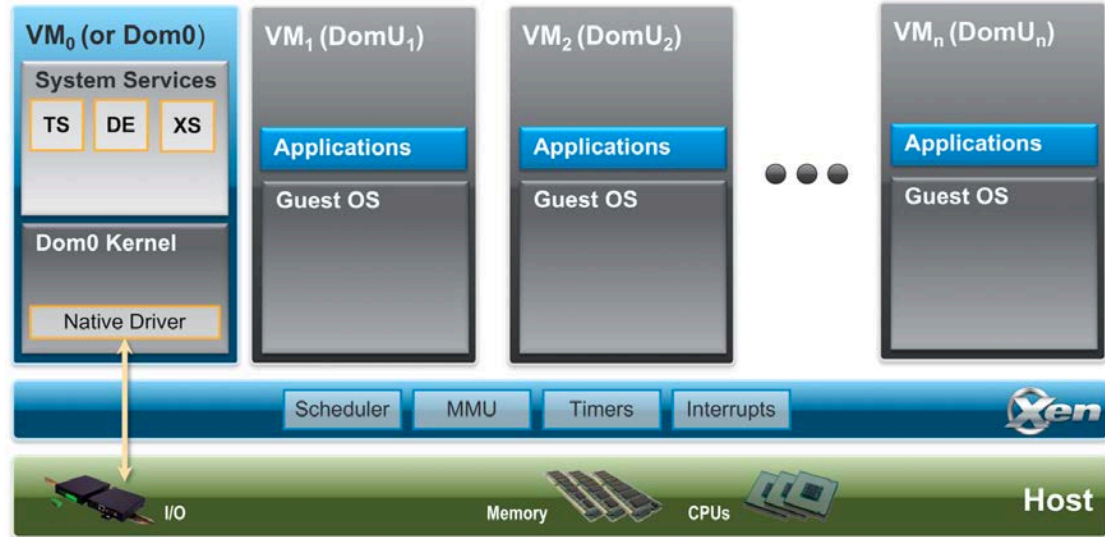 VM₀ (or Dom0)
System Services
TS
DE
XS
Dom0 Kernel
Native Driver
VM₁ (DomU₁)
Applications
Guest OS
VM₂ (DomU₂)
Applications
Guest OS
VMₙ (DomUₙ)
Applications
Guest OS
Scheduler
MMU
Timers
Interrupts
Xen
I/O
Memory
CPUs
Host